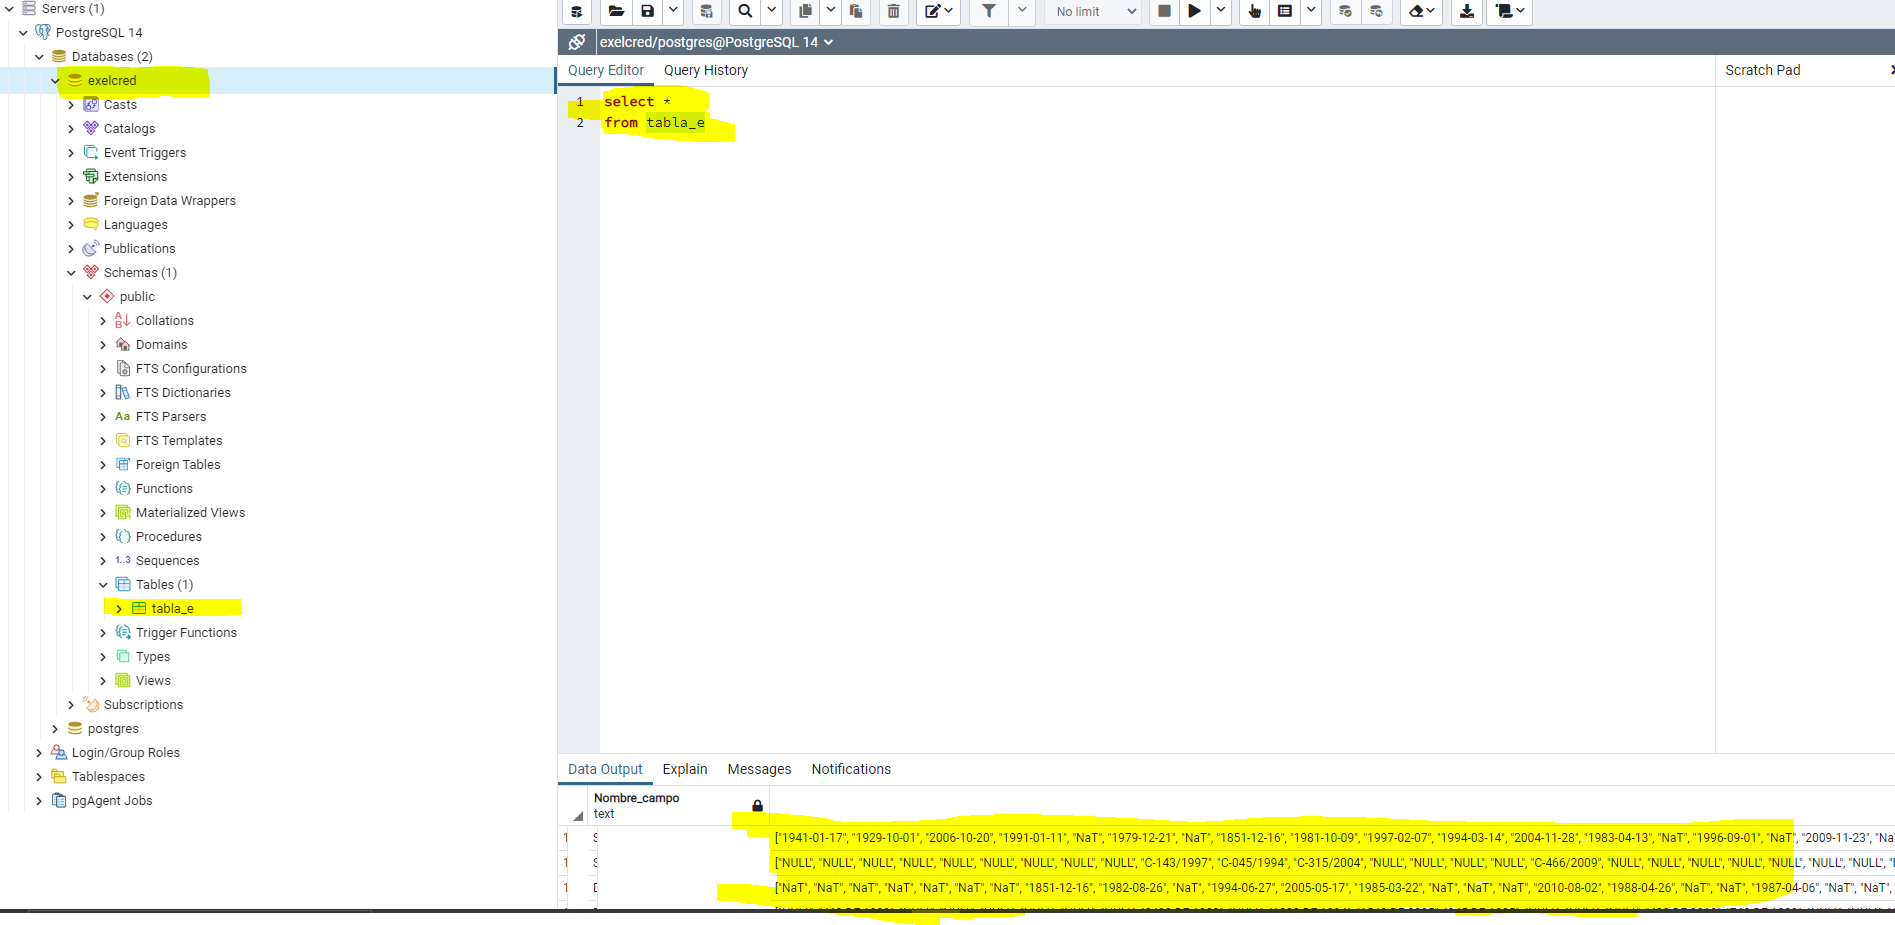 Servers (1)
PostgreSQL 14
Databases (2)
exelcred
Casts
Catalogs
Event Triggers
Extensions
Foreign Data Wrappers
Languages
Publications
Schemas (1)
public
Collations
Domains
FTS Configurations
FTS Dictionaries
Aa FTS Parsers
FTS Templates
Foreign Tables
Functions
Materialized Views
Procedures
1..3 Sequences
Tables (1)
tabla_e
Trigger Functions
Types
Views
Subscriptions
postgres
Login/Group Roles
Tablespaces
pgAgent Jobs
No limit
exelcred/postgres@PostgreSQL 14
Query Editor Query History
Scratch Pad
1 select *
2 from tabla_e
Data Output Explain Messages Notifications
Nombre_campo
text
["1941-01-17", "1929-10-01", "2006-10-20", "1991-01-11", "NaT", "1979-12-21", "NaT", "1851-12-16", "1981-10-09", "1997-02-07", "1994-03-14", "2004-11-28", "1983-04-13", "NaT", "1996-09-01", "NaT", "2009-11-23",
["NULL", "NULL", "NULL", "NULL", "NULL", "NULL", "NULL", "NULL", "NULL", "C-143/1997", "C-045/1994", "C-315/2004", "NULL", "NULL", "NULL", "NULL", "C-466/2009", "NULL", "NULL", "NULL", "NULL", "NULL", "NULL", "NULL",
["NaT", "NaT", "NaT", "NaT", "NaT", "NaT", "NaT", "1851-12-16", "1982-08-26", "NaT", "1994-06-27", "2005-05-17", "1985-03-22", "NaT", "NaT", "NaT", "2010-08-02", "1988-04-26", "NaT", "NaT", "1987-04-06", "NaT", "NaT",